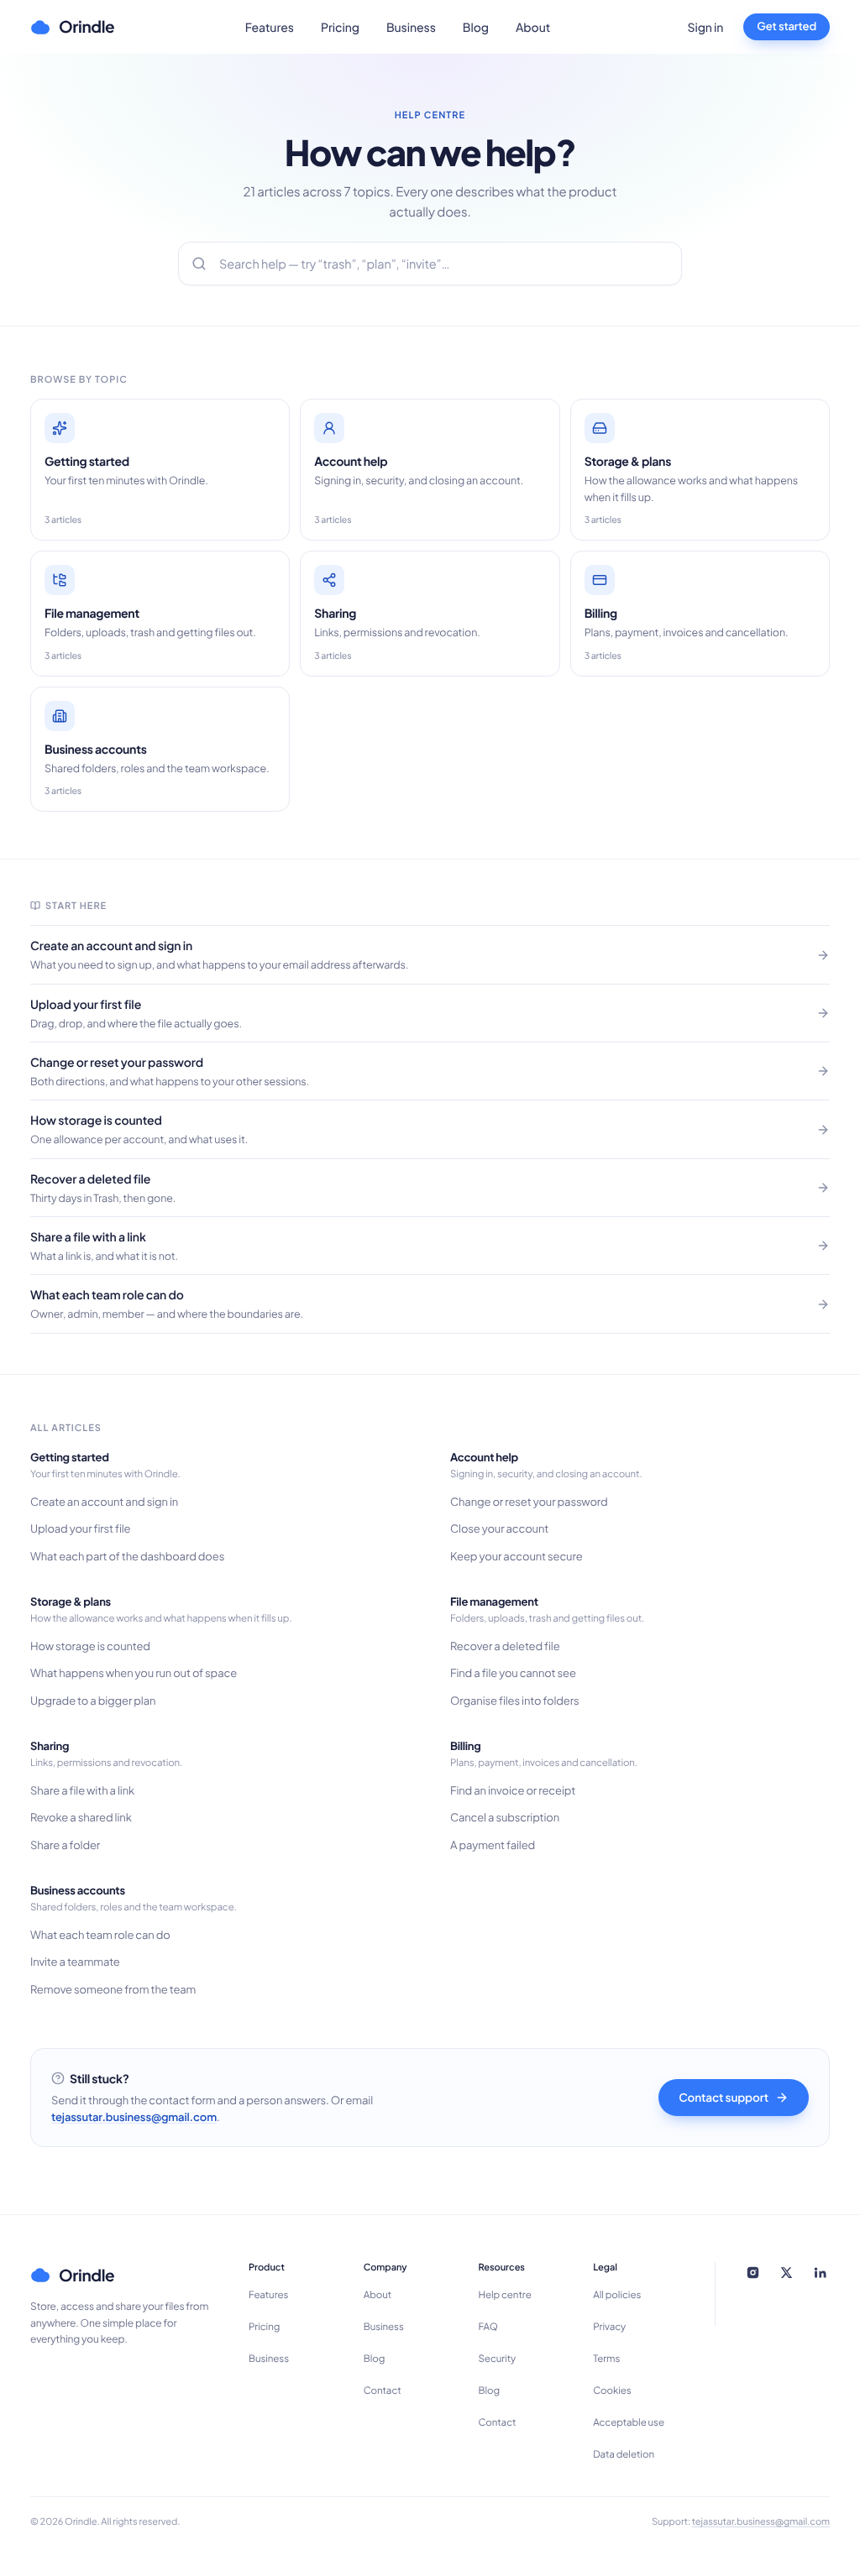 Orindle
Features Pricing Business Blog About
Sign in Get started
HELP CENTRE
How can we help?
21 articles across 7 topics. Every one describes what the product
actually does.
Search help — try “trash”, “plan”, “invite”…
BROWSE BY TOPIC
Getting started
Your first ten minutes with Orindle.
3 articles
Account help
Signing in, security, and closing an account.
3 articles
Storage & plans
How the allowance works and what happens
when it fills up.
3 articles
File management
Folders, uploads, trash and getting files out.
3 articles
Sharing
Links, permissions and revocation.
3 articles
Billing
Plans, payment, invoices and cancellation.
3 articles
Business accounts
Shared folders, roles and the team workspace.
3 articles
START HERE
Create an account and sign in
What you need to sign up, and what happens to your email address afterwards.
Upload your first file
Drag, drop, and where the file actually goes.
Change or reset your password
Both directions, and what happens to your other sessions.
How storage is counted
One allowance per account, and what uses it.
Recover a deleted file
Thirty days in Trash, then gone.
Share a file with a link
What a link is, and what it is not.
What each team role can do
Owner, admin, member — and where the boundaries are.
ALL ARTICLES
Getting started
Your first ten minutes with Orindle.
Create an account and sign in
Upload your first file
What each part of the dashboard does
Account help
Signing in, security, and closing an account.
Change or reset your password
Close your account
Keep your account secure
Storage & plans
How the allowance works and what happens when it fills up.
How storage is counted
What happens when you run out of space
Upgrade to a bigger plan
File management
Folders, uploads, trash and getting files out.
Recover a deleted file
Find a file you cannot see
Organise files into folders
Sharing
Links, permissions and revocation.
Share a file with a link
Revoke a shared link
Share a folder
Billing
Plans, payment, invoices and cancellation.
Find an invoice or receipt
Cancel a subscription
A payment failed
Business accounts
Shared folders, roles and the team workspace.
What each team role can do
Invite a teammate
Remove someone from the team
Still stuck?
Send it through the contact form and a person answers. Or email
tejassutar.business@gmail.com.
Contact support
Orindle
Store, access and share your files from
anywhere. One simple place for
everything you keep.
Product
Features
Pricing
Business
Company
About
Business
Blog
Contact
Resources
Help centre
FAQ
Security
Blog
Contact
Legal
All policies
Privacy
Terms
Cookies
Acceptable use
Data deletion
© 2026 Orindle. All rights reserved.
Support: tejassutar.business@gmail.com